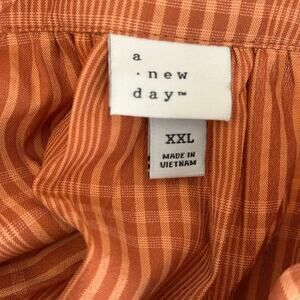 a
· new
day™
XXL
MADE IN
VIETNAM